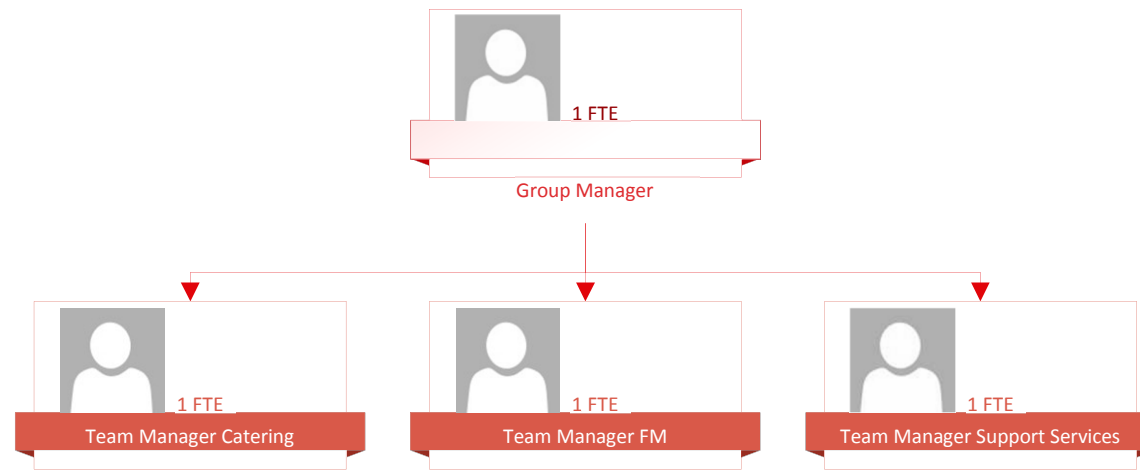 1 FTE
Group Manager
1 FTE
Team Manager Catering
1 FTE
Team Manager FM
1 FTE
Team Manager Support Services